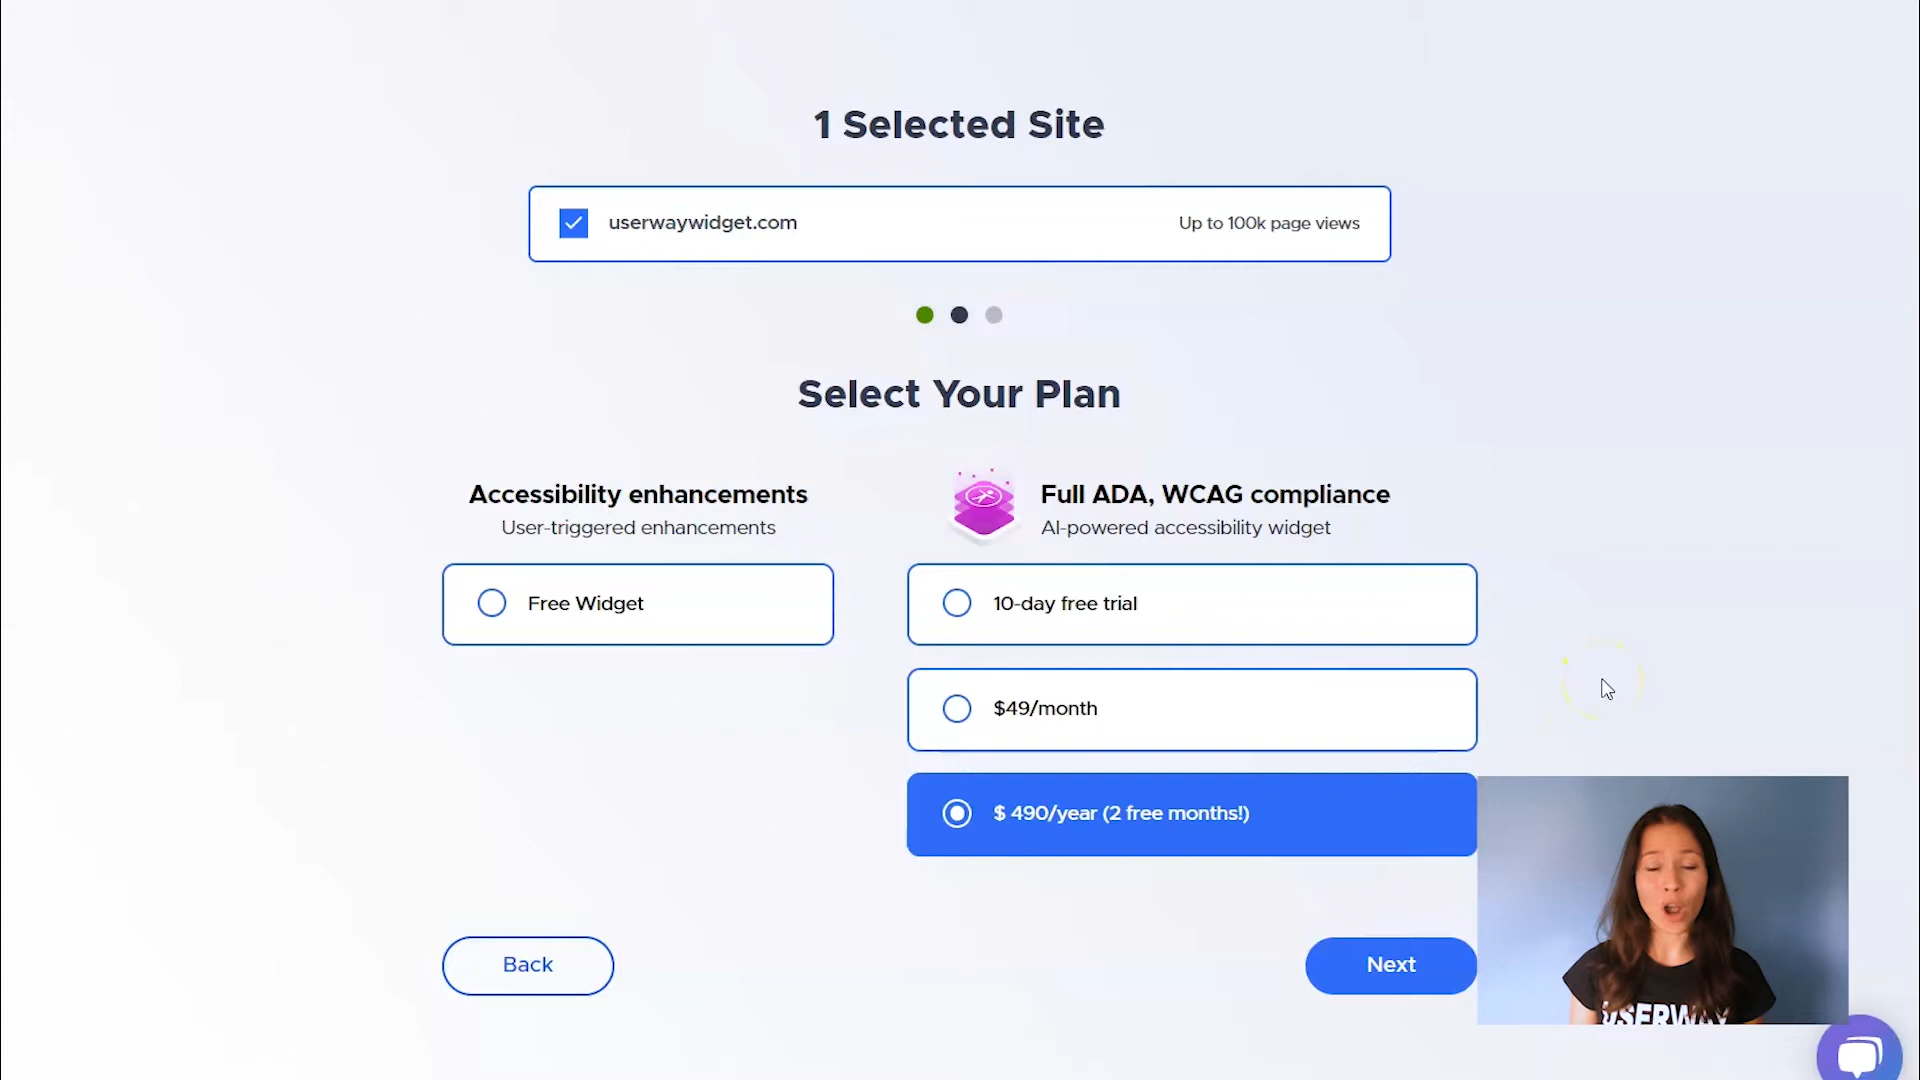 1 Selected Site
userwaywidget.com
Up to 100k page views
Select Your Plan
Accessibility enhancements
User-triggered enhancements
Free Widget
Full ADA, WCAG compliance
AI-powered accessibility widget
10-day free trial
$49/month
$ 490/year (2 free months!)
Back
Next
USERWAY